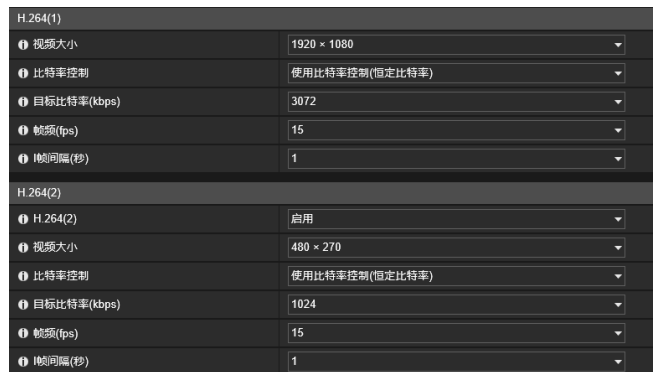 H.264(1)
视频大小 1920 × 1080
比特率控制 使用比特率控制(恒定比特率)
目标比特率(kbps) 3072
帧频(fps) 15
I帧间隔(秒) 1
H.264(2)
H.264(2) 启用
视频大小 480 × 270
比特率控制 使用比特率控制(恒定比特率)
目标比特率(kbps) 1024
帧频(fps) 15
I帧间隔(秒) 1